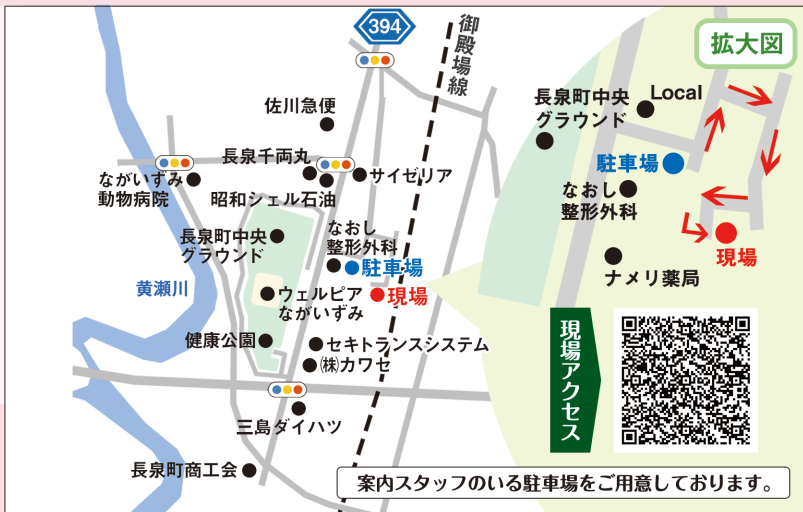 394
御殿場線
佐川急便
長泉千両丸
サイゼリア
ながいずみ
動物病院
昭和シェル石油
長泉町中央
グラウンド
なおし
整形外科
駐車場
黄瀬川
ウェルピア
ながいずみ
現場
健康公園
セキトランスシステム
㈱カワセ
三島ダイハツ
長泉町商工会
拡大図
長泉町中央
グラウンド
Local
駐車場
なおし
整形外科
現場
ナメリ薬局
現場アクセス
案内スタッフのいる駐車場をご用意しております。